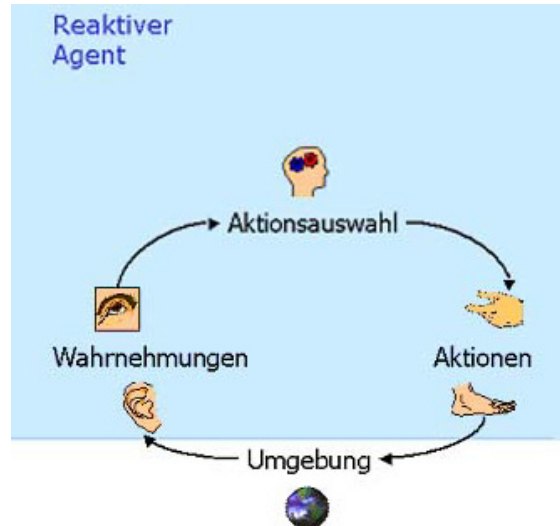 Reaktiver
Agent
Aktionsauswahl
Wahrnehmungen
Aktionen
Umgebung